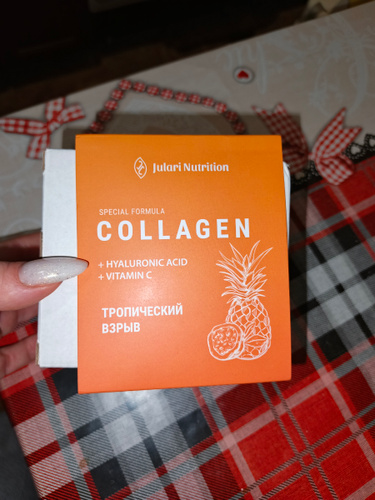 Julari Nutrition
SPECIAL FORMULA
COLLAGEN
+ HYALURONIC ACID
+ VITAMIN C
ТРОПИЧЕСКИЙ
ВЗРЫВ